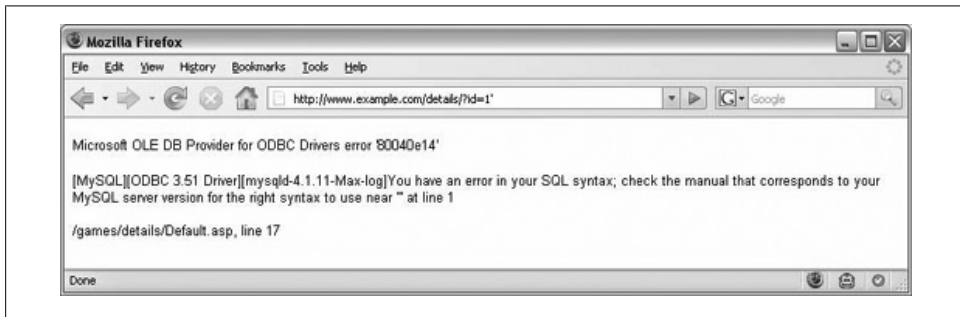 Mozilla Firefox
File Edit View History Bookmarks Tools Help
http://www.example.com/details/?id=1'
G Google
Microsoft OLE DB Provider for ODBC Drivers error '80040e14'
[MySQL][ODBC 3.51 Driver][mysqld-4.1.11-Max-log]You have an error in your SQL syntax; check the manual that corresponds to your
MySQL server version for the right syntax to use near ''' at line 1
/games/details/Default.asp, line 17
Done